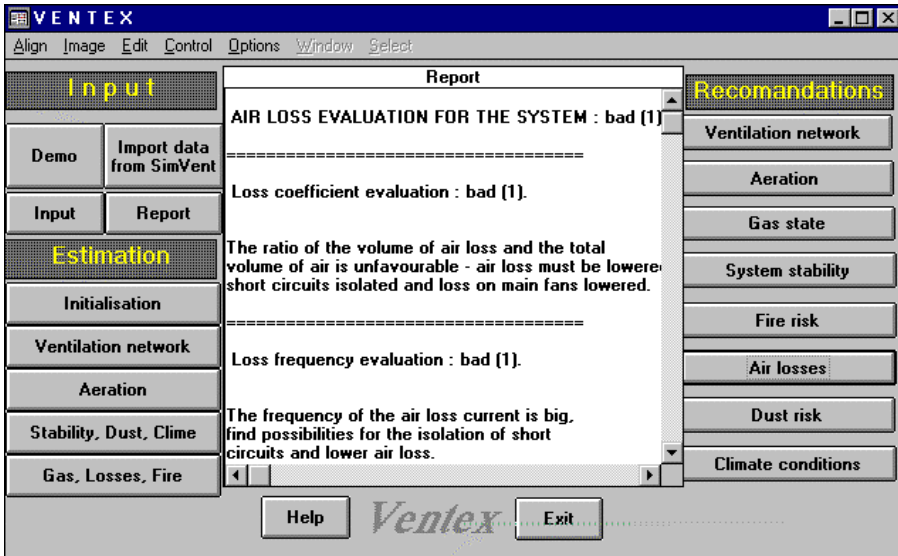 VENTEX
Align Image Edit Control Options Window Select
Input
Demo
Import data
from SimVent
Input
Report
Estimation
Initialisation
Ventilation network
Aeration
Stability, Dust, Clime
Gas, Losses, Fire
Report
AIR LOSS EVALUATION FOR THE SYSTEM : bad (1)
=====================================
Loss coefficient evaluation : bad (1).
The ratio of the volume of air loss and the total
volume of air is unfavourable - air loss must be lowere
short circuits isolated and loss on main fans lowered.
=====================================
Loss frequency evaluation : bad (1).
The frequency of the air loss current is big,
find possibilities for the isolation of short
circuits and lower air loss.
Recomandations
Ventilation network
Aeration
Gas state
System stability
Fire risk
Air losses
Dust risk
Climate conditions
Help
Ventex
Exit